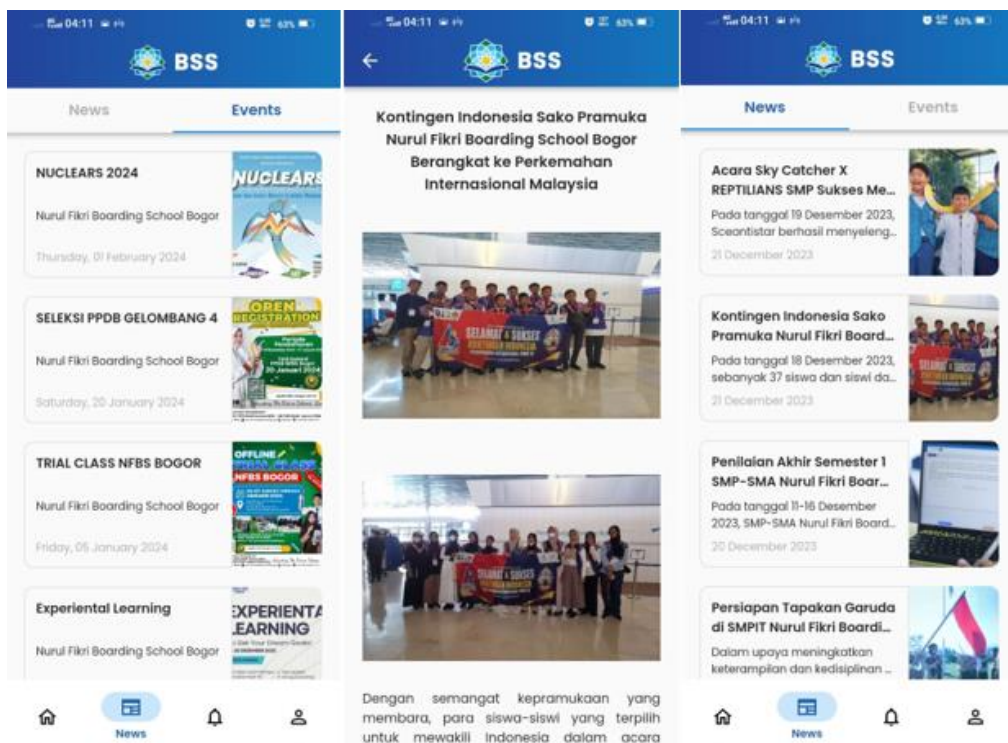 04:11
63%
BSS
News
Events
NUCLEARS 2024
Nurul Fikri Boarding School Bogor
Thursday, 01 February 2024
NUCLEARS
SELEKSI PPDB GELOMBANG 4
Nurul Fikri Boarding School Bogor
Saturday, 20 January 2024
OPEN
REGISTRATION
20 Januari 2024
TRIAL CLASS NFBS BOGOR
Nurul Fikri Boarding School Bogor
Friday, 05 January 2024
OFFLINE
TRIAL CLASS
NFBS BOGOR
Experiential Learning
Nurul Fikri Boarding School Bogor
EXPERIENTA
LEARNING
News
04:11
63%
BSS
Kontingen Indonesia Sako Pramuka
Nurul Fikri Boarding School Bogor
Berangkat ke Perkemahan
Internasional Malaysia
SELAMAT & SUKSES
SELAMAT & SUKSES
Dengan semangat kepramukaan yang
membara, para siswa-siswi yang terpilih
untuk mewakili Indonesia dalam acara
04:11
63%
BSS
News
Events
Acara Sky Catcher X
REPTILIANS SMP Sukses Me...
Pada tanggal 19 Desember 2023,
Sceantistar berhasil menyeleng...
21 December 2023
Kontingen Indonesia Sako
Pramuka Nurul Fikri Board...
Pada tanggal 18 Desember 2023,
sebanyak 37 siswa dan siswi da...
21 December 2023
SELAMAT & SUKSES
Penilaian Akhir Semester 1
SMP-SMA Nurul Fikri Boar...
Pada tanggal 11-16 Desember
2023, SMP-SMA Nurul Fikri Board...
20 December 2023
Persiapan Tapakan Garuda
di SMPIT Nurul Fikri Boardi...
Dalam upaya meningkatkan
keterampilan dan kedisiplinan ...
News